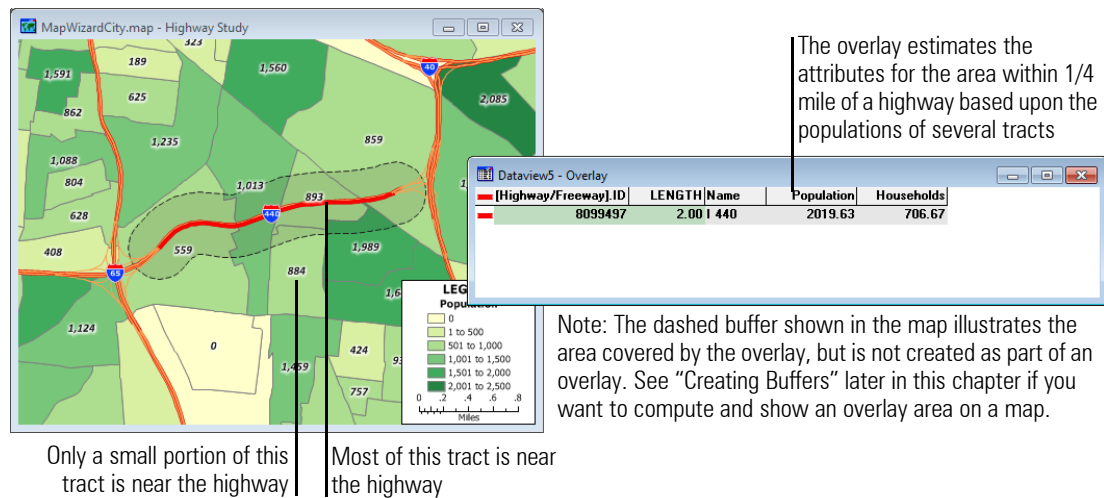 MapWizardCity.map - Highway Study
323
189
1,591
1,560
40
625
2,085
862
1,235
859
1,088
804
1,013
893
628
440
408
559
1,989
65
884
1,124
0
424
1,459
757
LEG
Population
0
1 to 500
501 to 1,000
1,001 to 1,500
1,501 to 2,000
2,001 to 2,500
0 .2 .4 .6 .8
Miles
The overlay estimates the
attributes for the area within 1/4
mile of a highway based upon the
populations of several tracts
Dataview5 - Overlay
[Highway/Freeway].ID LENGTH Name Population Households
8099497 2.00 I 440 2019.63 706.67
Note: The dashed buffer shown in the map illustrates the
area covered by the overlay, but is not created as part of an
overlay. See “Creating Buffers” later in this chapter if you
want to compute and show an overlay area on a map.
Only a small portion of this
tract is near the highway
Most of this tract is near
the highway